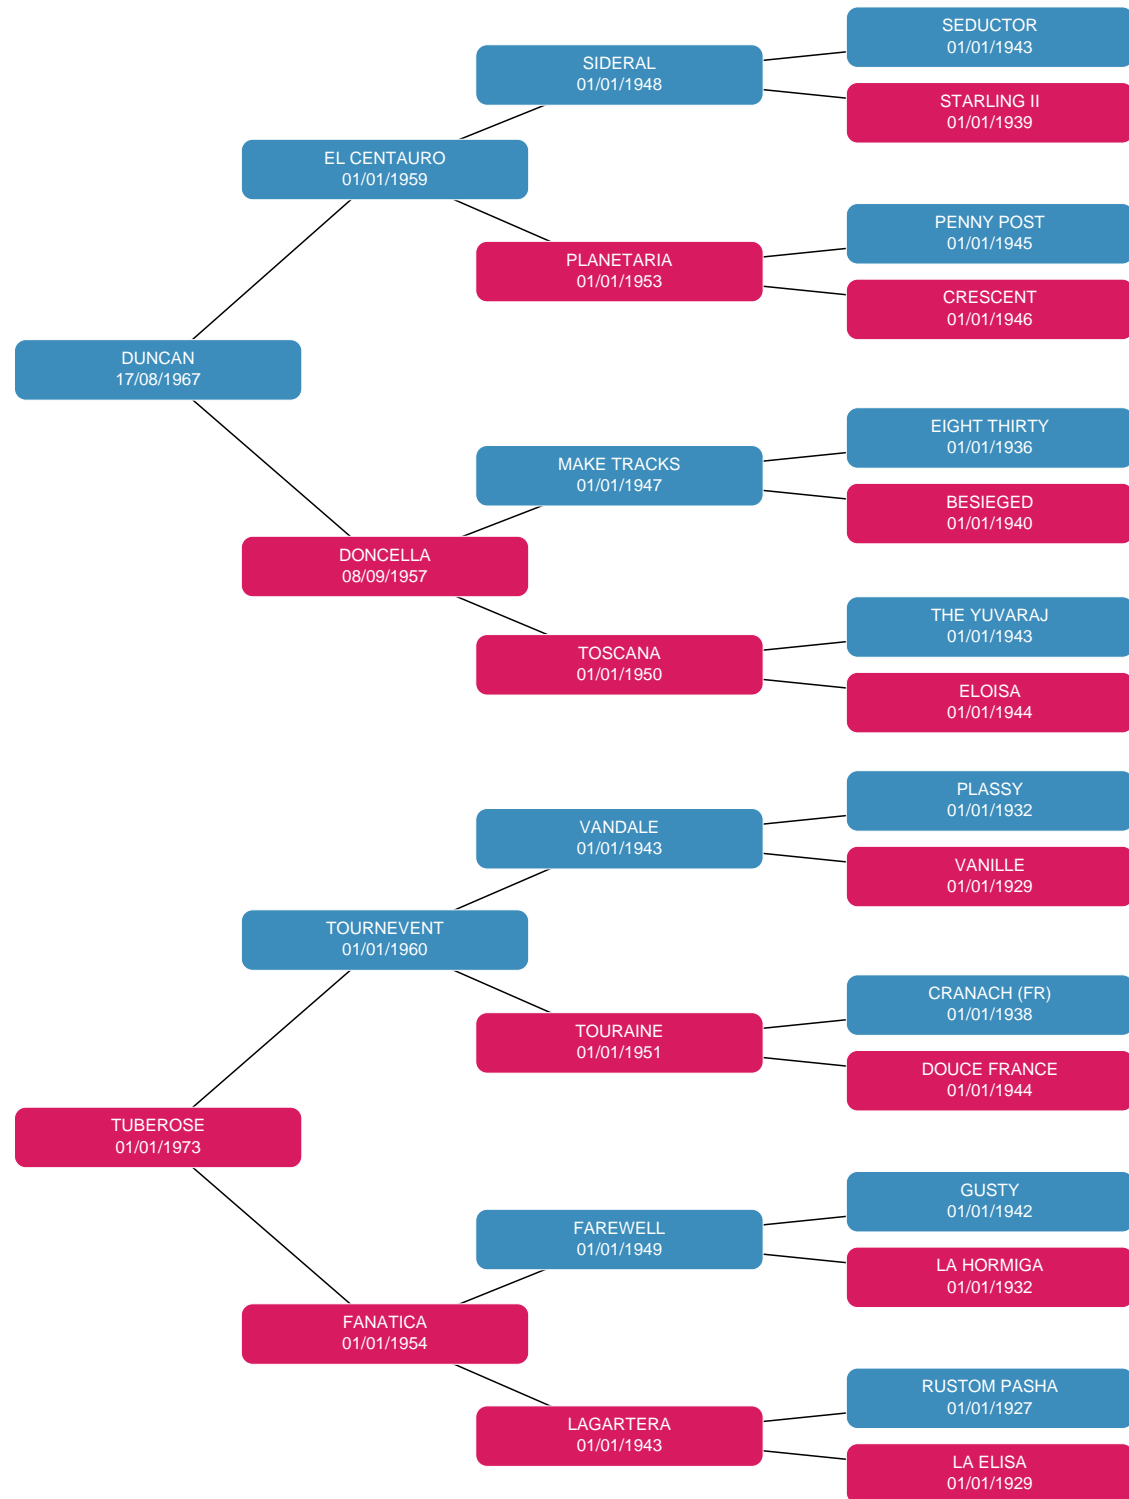 SEDUCTOR
01/01/1943
SIDERAL
01/01/1948
STARLING II
01/01/1939
EL CENTAURO
01/01/1959
PENNY POST
01/01/1945
PLANETARIA
01/01/1953
CRESCENT
01/01/1946
DUNCAN
17/08/1967
EIGHT THIRTY
01/01/1936
MAKE TRACKS
01/01/1947
BESIEGED
01/01/1940
DONCELLA
08/09/1957
THE YUVARAJ
01/01/1943
TOSCANA
01/01/1950
ELOISA
01/01/1944
PLASSY
01/01/1932
VANDALE
01/01/1943
VANILLE
01/01/1929
TOURNEVENT
01/01/1960
CRANACH (FR)
01/01/1938
TOURAINE
01/01/1951
DOUCE FRANCE
01/01/1944
TUBEROSE
01/01/1973
GUSTY
01/01/1942
FAREWELL
01/01/1949
LA HORMIGA
01/01/1932
FANATICA
01/01/1954
RUSTOM PASHA
01/01/1927
LAGARTERA
01/01/1943
LA ELISA
01/01/1929